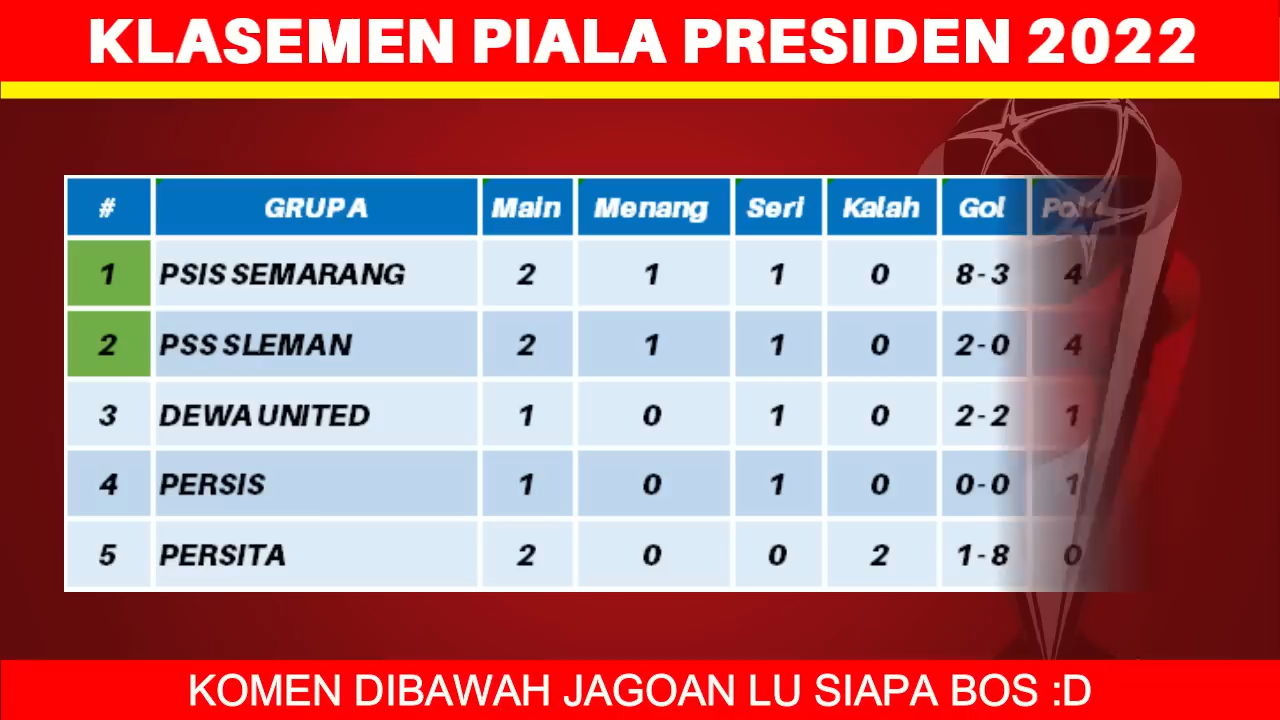 KLASEMEN PIALA PRESIDEN 2022
# GRUP A Main Menang Seri Kalah Gol Poin
1 PSIS SEMARANG 2 1 1 0 8-3 4
2 PSS SLEMAN 2 1 1 0 2-0 4
3 DEWA UNITED 1 0 1 0 2-2 1
4 PERSIS 1 0 1 0 0-0 1
5 PERSITA 2 0 0 2 1-8 0
KOMEN DIBAWAH JAGOAN LU SIAPA BOS :D